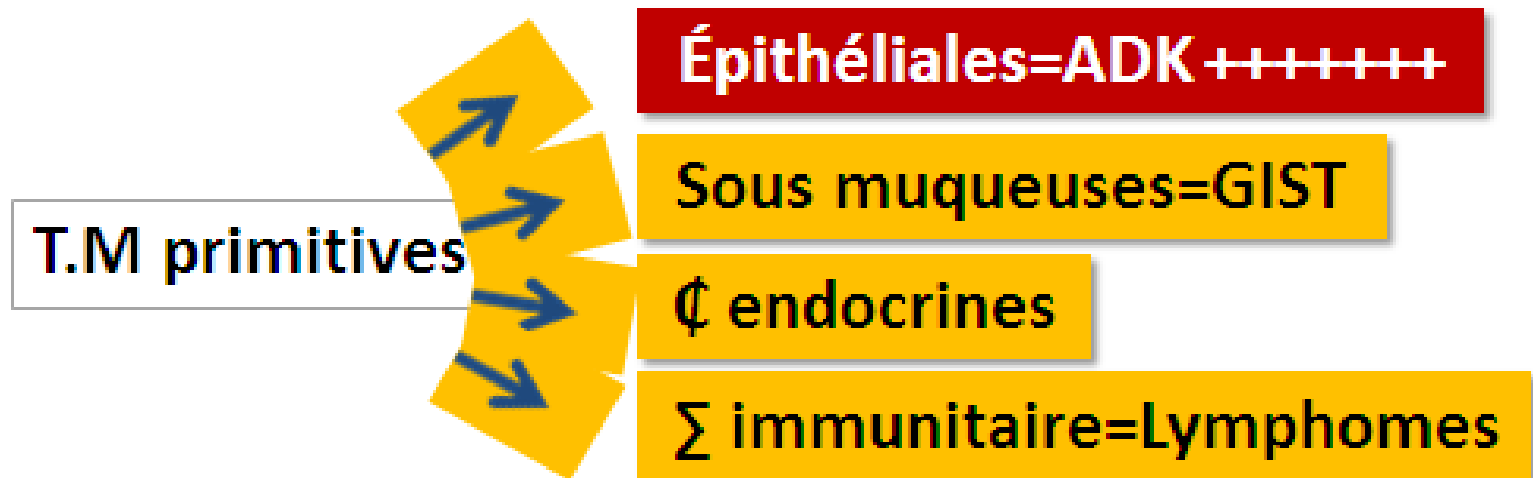 Épithéliales=ADK +++++++
Sous muqueuses=GIST
T.M primitives
₵ endocrines
∑ immunitaire=Lymphomes